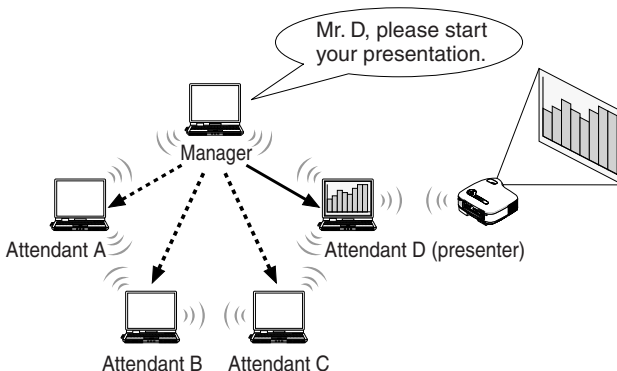 Mr. D, please start
your presentation.
Manager
Attendant A
Attendant D (presenter)
Attendant B
Attendant C